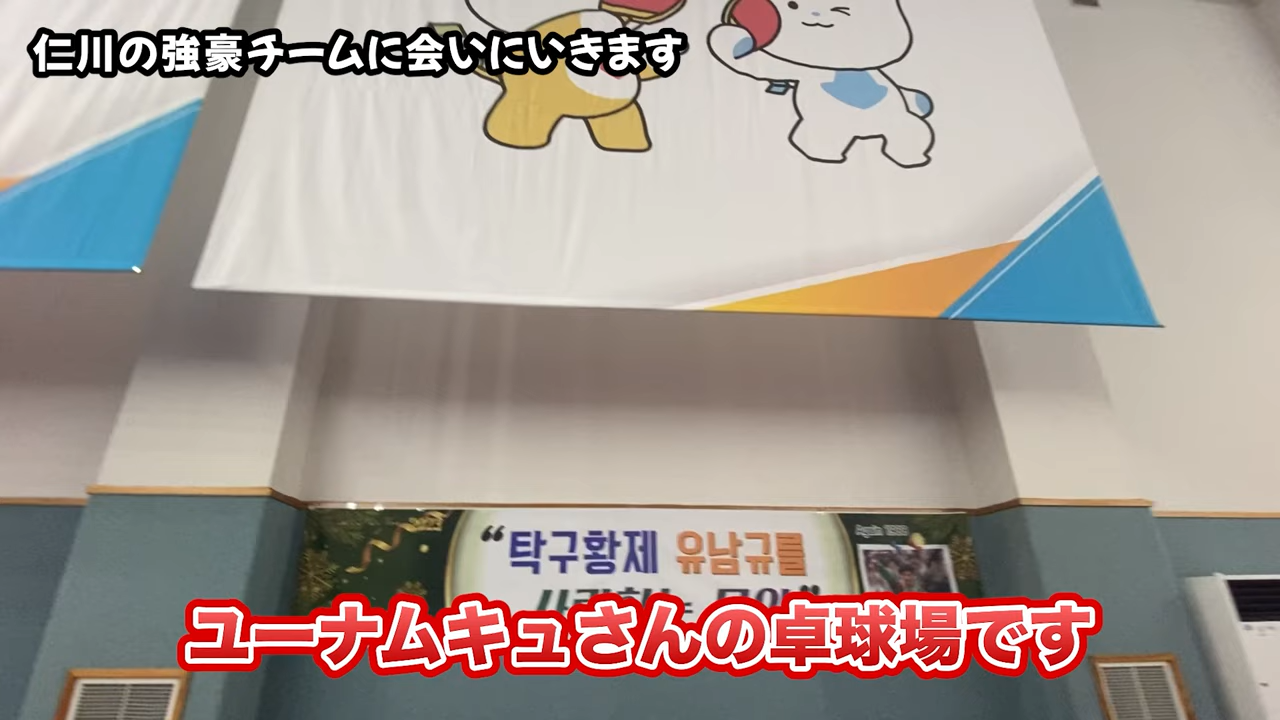 仁川の強豪チームに会いにいきます
“탁구황제 유남규를
ユーナムキュさんの卓球場です